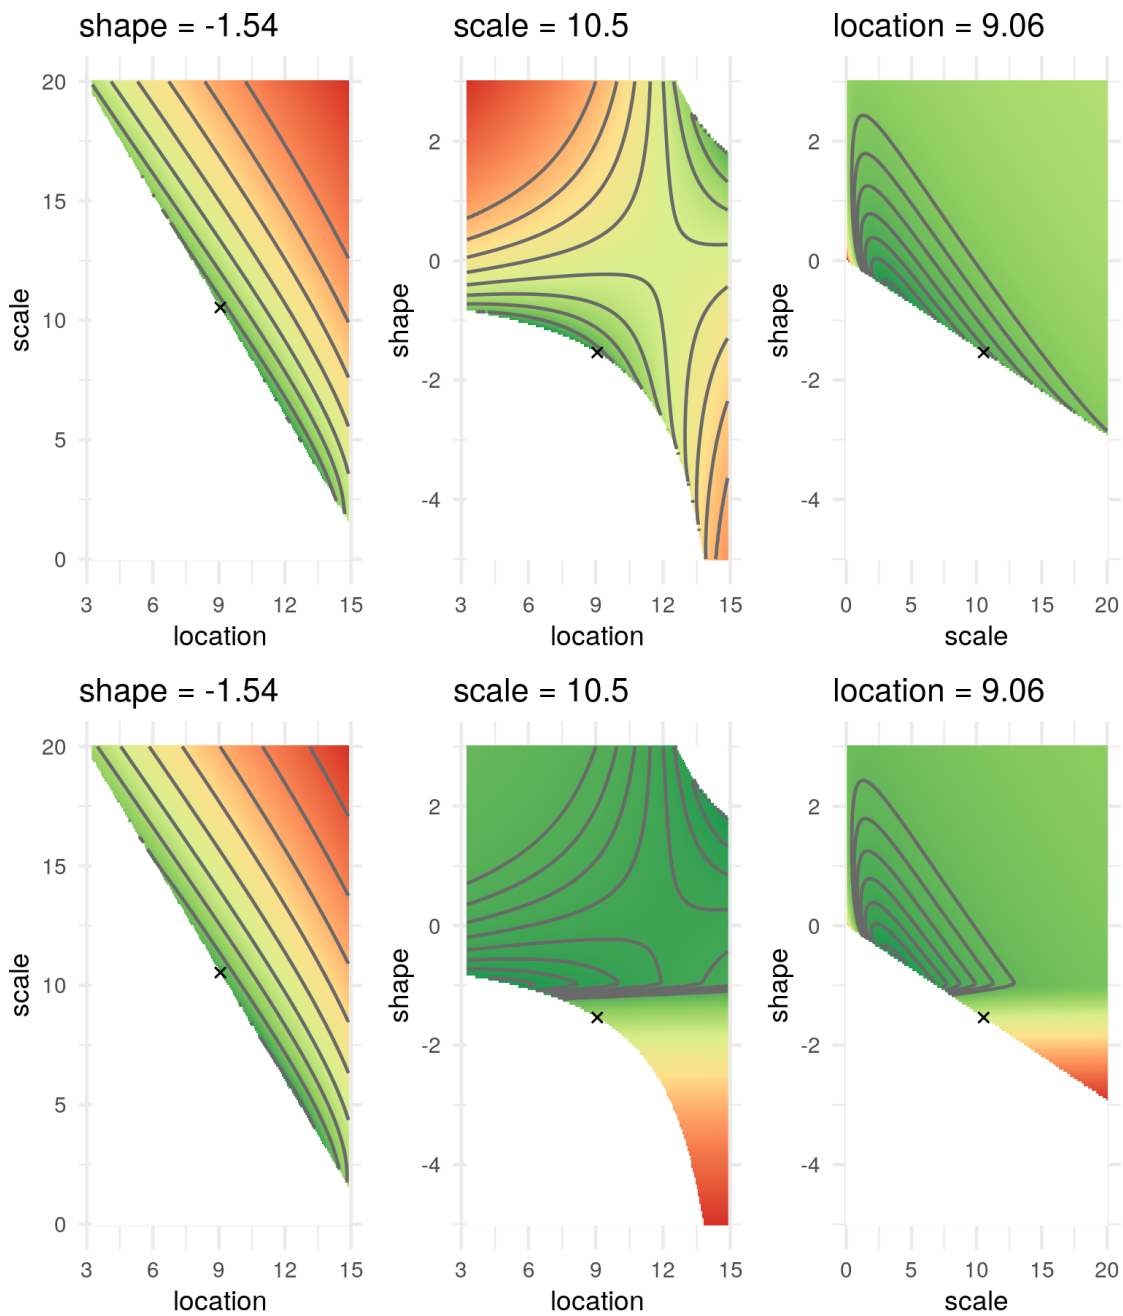 shape = -1.54
scale = 10.5
location = 9.06
20
15
10
5
0
scale
3 6 9 12 15
location
2
0
-2
-4
shape
3 6 9 12 15
location
2
0
-2
-4
shape
0 5 10 15 20
scale
shape = -1.54
scale = 10.5
location = 9.06
20
15
10
5
0
scale
3 6 9 12 15
location
2
0
-2
-4
shape
3 6 9 12 15
location
2
0
-2
-4
shape
0 5 10 15 20
scale